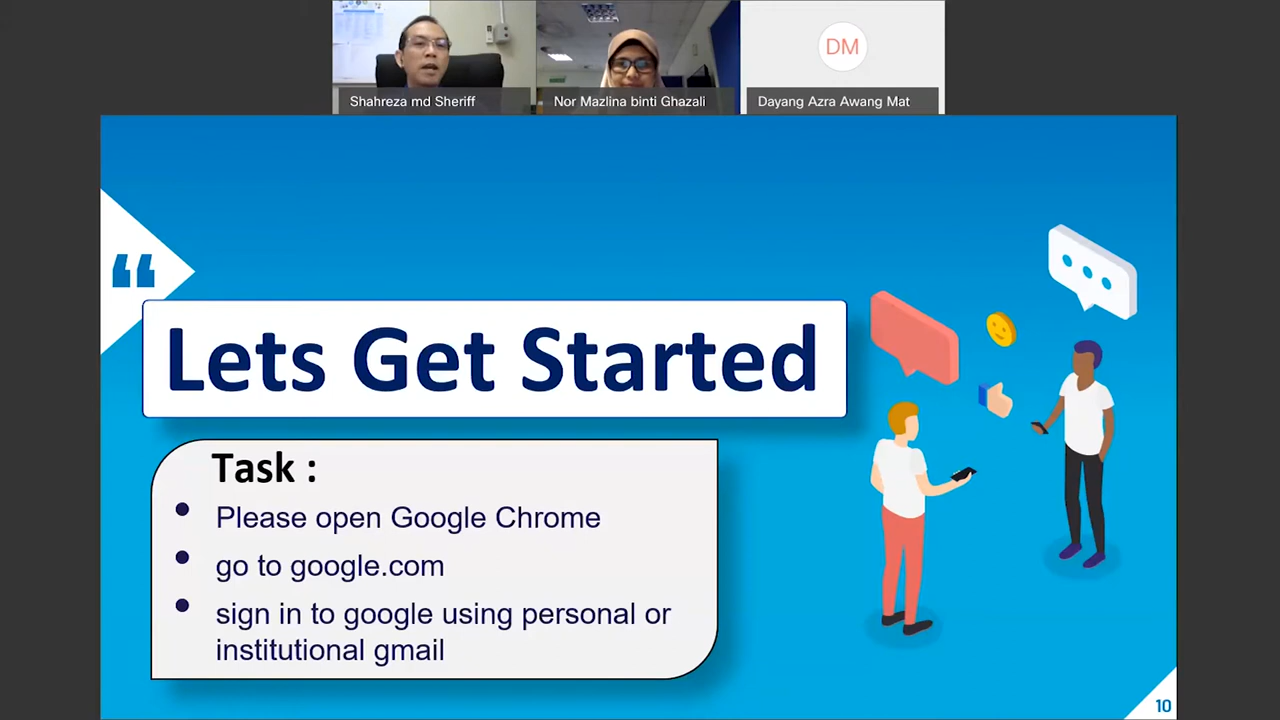 Shahreza md Sheriff
Nor Mazlina binti Ghazali
DM
Dayang Azra Awang Mat
“
Lets Get Started
Task :
• Please open Google Chrome
• go to google.com
• sign in to google using personal or
institutional gmail
10